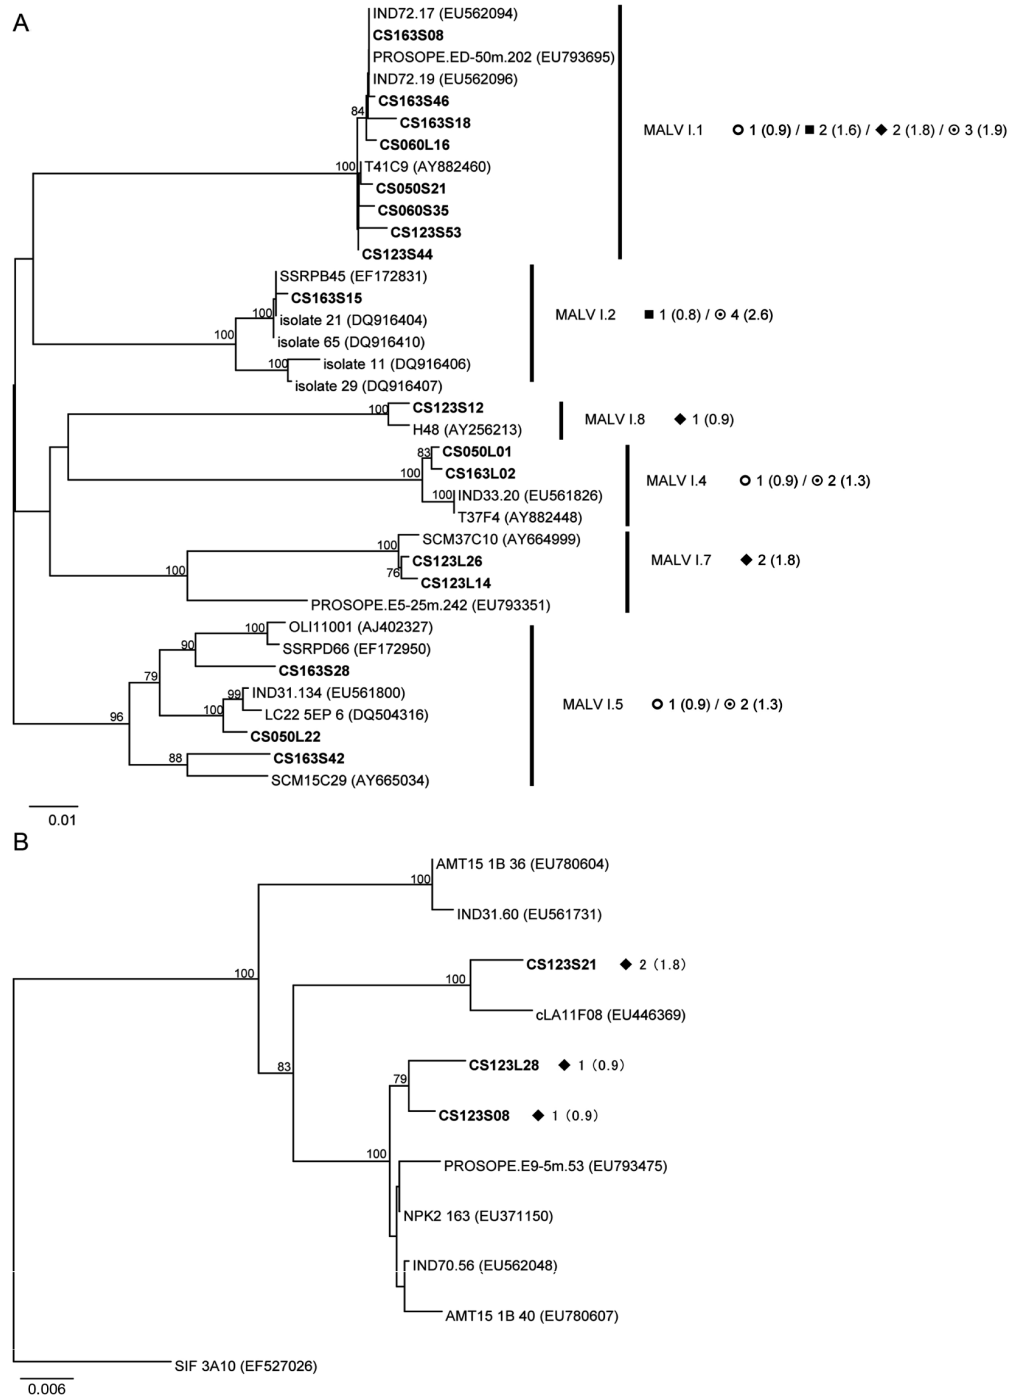 A
IND72.17 (EU562094)
CS163S08
PROSOPE.ED-50m.202 (EU793695)
IND72.19 (EU562096)
CS163S46
84
CS163S18
MALV I.1 1 (0.9) / ■ 2 (1.6) / ◆ 2 (1.8) / ⊙ 3 (1.9)
CS060L16
100
T41C9 (AY882460)
CS050S21
CS060S35
CS123S53
CS123S44
SSRPB45 (EF172831)
CS163S15
100
isolate 21 (DQ916404)
MALV I.2 ■ 1 (0.8) / ⊙ 4 (2.6)
100
isolate 65 (DQ916410)
100
isolate 11 (DQ916406)
isolate 29 (DQ916407)
100
CS123S12
MALV I.8 ◆ 1 (0.9)
H48 (AY256213)
83
CS050L01
100
CS163L02
MALV I.4 1 (0.9) / ⊙ 2 (1.3)
100
IND33.20 (EU561826)
T37F4 (AY882448)
SCM37C10 (AY664999)
100
CS123L26
MALV I.7 ◆ 2 (1.8)
76
100
CS123L14
PROSOPE.E5-25m.242 (EU793351)
100
OLI11001 (AJ402327)
90
SSRPD66 (EF172950)
79
CS163S28
99
IND31.134 (EU561800)
100
LC22 5EP 6 (DQ504316)
MALV I.5 1 (0.9) / ⊙ 2 (1.3)
96
CS050L22
88
CS163S42
SCM15C29 (AY665034)
0.01
B
AMT15 1B 36 (EU780604)
100
IND31.60 (EU561731)
100
CS123S21 ◆ 2 (1.8)
100
cLA11F08 (EU446369)
83
CS123L28 ◆ 1 (0.9)
79
CS123S08 ◆ 1 (0.9)
100
PROSOPE.E9-5m.53 (EU793475)
NPK2 163 (EU371150)
IND70.56 (EU562048)
AMT15 1B 40 (EU780607)
SIF 3A10 (EF527026)
0.006